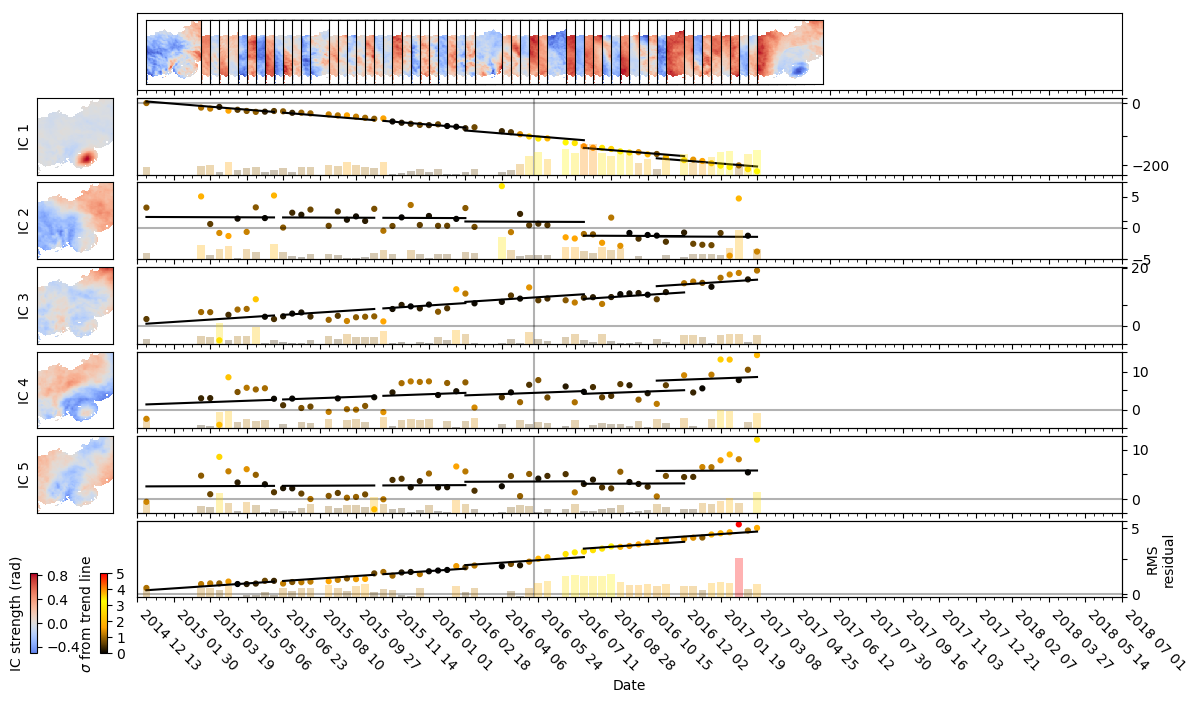 IC 1
0
−200
IC 2
5
0
−5
IC 3
20
0
IC 4
10
0
IC 5
10
0
5
0
RMS
residual
IC strength (rad)
0.8
0.4
0.0
−0.4
σ from trend line
5
4
3
2
1
0
2014 12 13
2015 01 30
2015 03 19
2015 05 06
2015 06 23
2015 08 10
2015 09 27
2015 11 14
2016 01 01
2016 02 18
2016 04 06
2016 05 24
2016 07 11
2016 08 28
2016 10 15
2016 12 02
2017 01 19
2017 03 08
2017 04 25
2017 06 12
2017 07 30
2017 09 16
2017 11 03
2017 12 21
2018 02 07
2018 03 27
2018 05 14
2018 07 01
Date